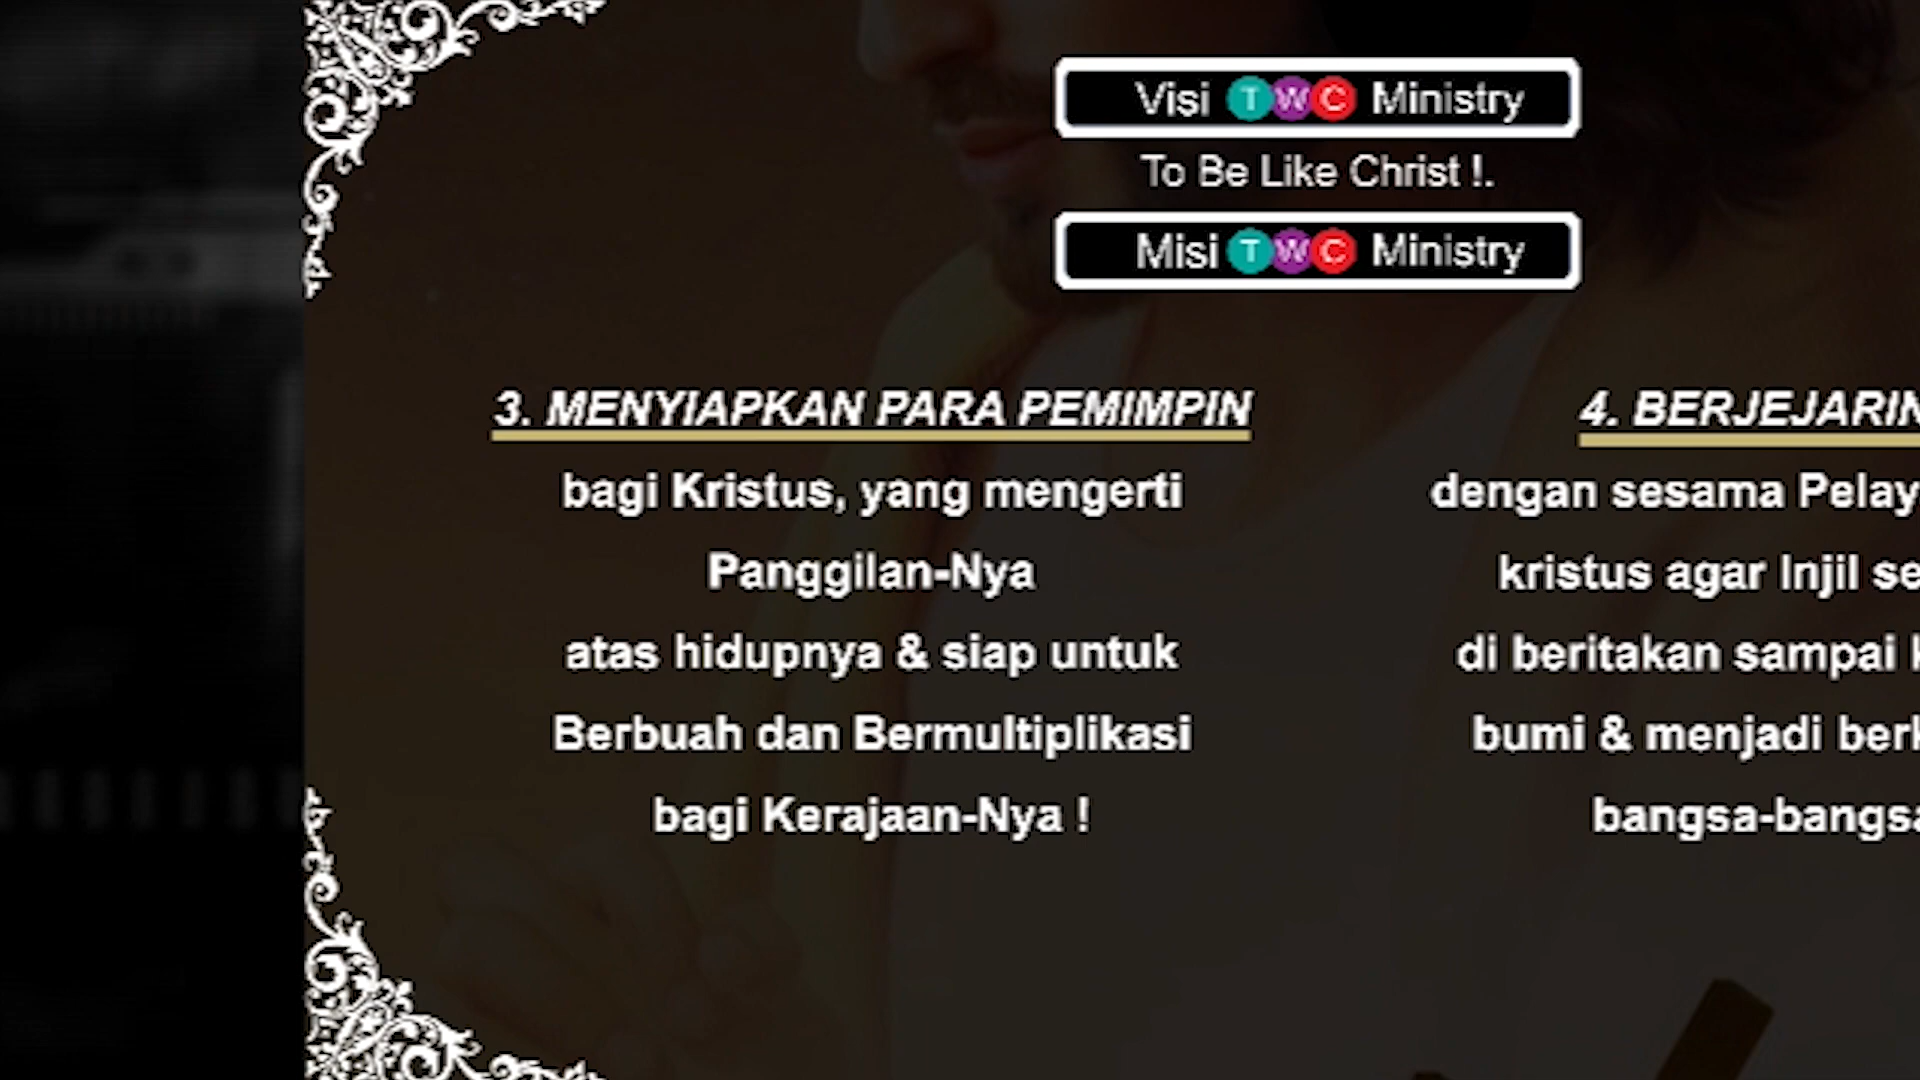 Visi TWC Ministry
To Be Like Christ !.
Misi TWC Ministry
3. MENYIAPKAN PARA PEMIMPIN
bagi Kristus, yang mengerti
Panggilan-Nya
atas hidupnya & siap untuk
Berbuah dan Bermultiplikasi
bagi Kerajaan-Nya !
4.
dengan sesama
kristus agar Injil
di beritakan sampai
bumi & menjadi